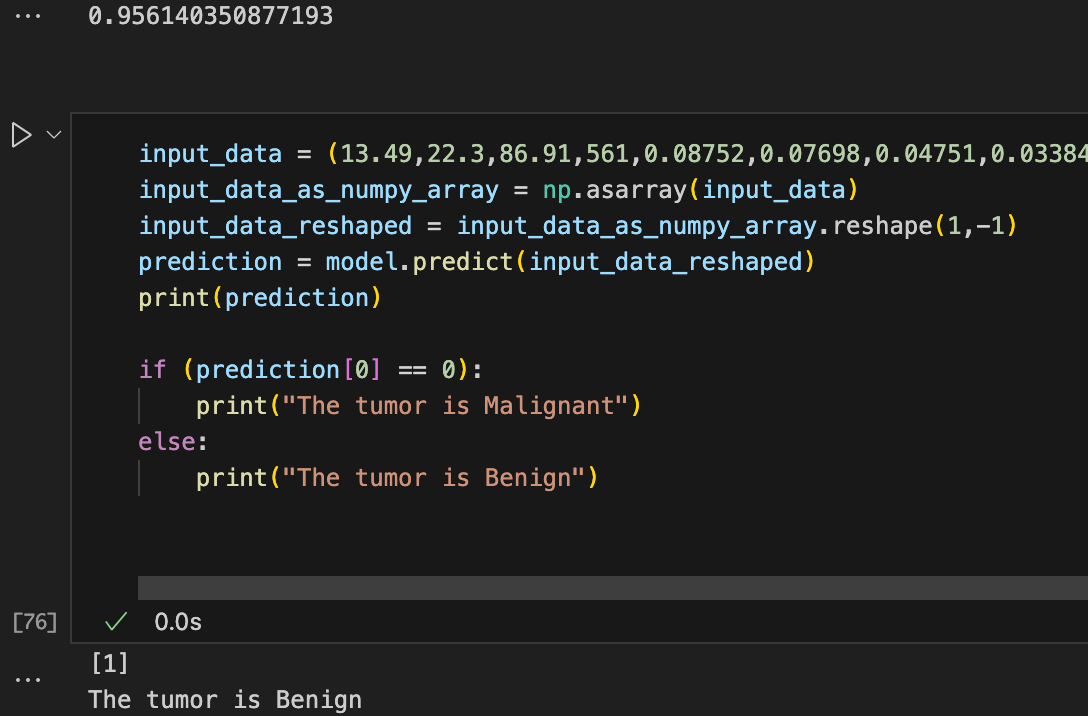 0.956140350877193
input_data = (13.49,22.3,86.91,561,0.08752,0.07698,0.04751,0.03384
input_data_as_numpy_array = np.asarray(input_data)
input_data_reshaped = input_data_as_numpy_array.reshape(1,-1)
prediction = model.predict(input_data_reshaped)
print(prediction)
if (prediction[0] == 0):
    print("The tumor is Malignant")
else:
    print("The tumor is Benign")
[76] 0.0s
[1]
The tumor is Benign